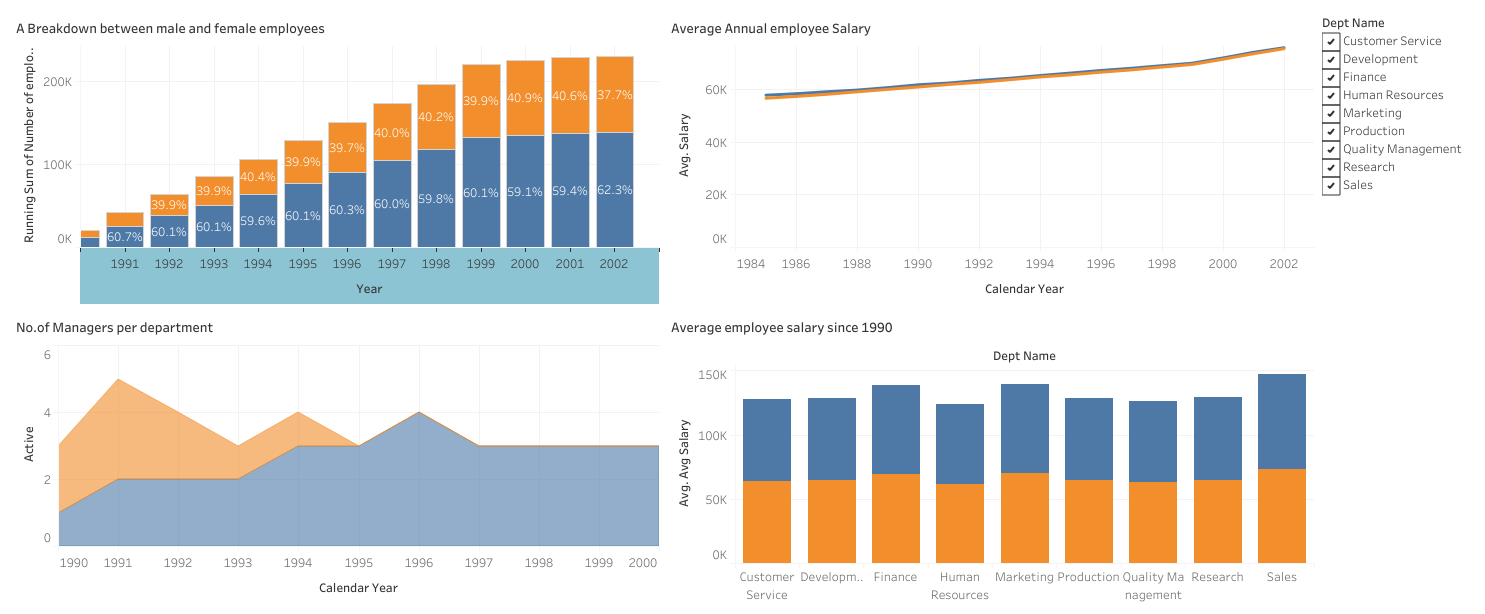 A Breakdown between male and female employees
Running Sum of Number of emplo..
200K
100K
0K
39.9%
40.4%
39.9%
39.7%
40.0%
40.2%
39.9%
40.9%
40.6%
37.7%
60.7%
60.1%
60.1%
59.6%
60.1%
60.3%
60.0%
59.8%
60.1%
59.1%
59.4%
62.3%
39.9%
1991 1992 1993 1994 1995 1996 1997 1998 1999 2000 2001 2002
Year
Average Annual employee Salary
Avg. Salary
60K
40K
20K
0K
1984 1986 1988 1990 1992 1994 1996 1998 2000 2002
Calendar Year
Dept Name
Customer Service
Development
Finance
Human Resources
Marketing
Production
Quality Management
Research
Sales
No.of Managers per department
Active
6
4
2
0
1990 1991 1992 1993 1994 1995 1996 1997 1998 1999 2000
Calendar Year
Average employee salary since 1990
Dept Name
Avg. Avg Salary
150K
100K
50K
0K
Customer Developm.. Finance Human Marketing Production Quality Ma Research Sales
Service Resources nagement